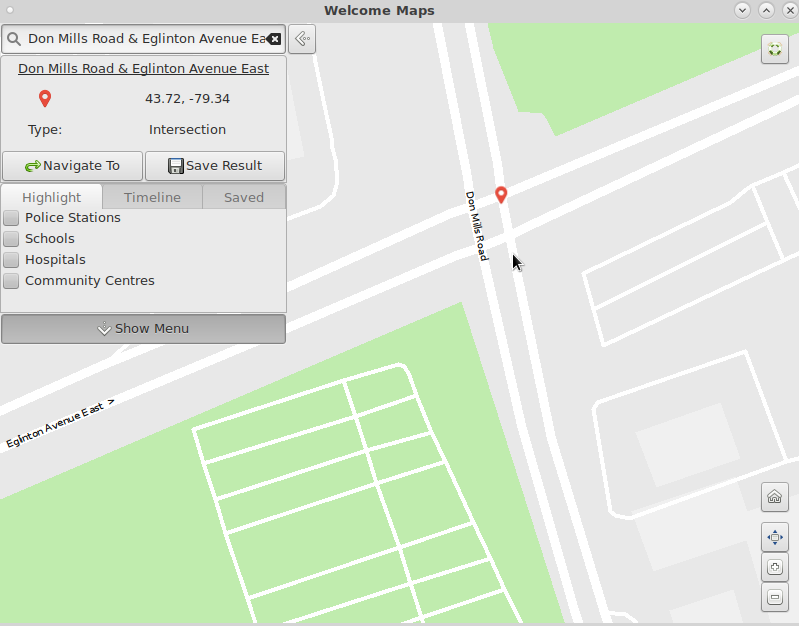 Welcome Maps
Don Mills Road & Eglinton Avenue Ea
Don Mills Road & Eglinton Avenue East
43.72, -79.34
Type: Intersection
Navigate To Save Result
Highlight Timeline Saved
Police Stations
Schools
Hospitals
Community Centres
Show Menu
Don Mills Road
Eglinton Avenue East >